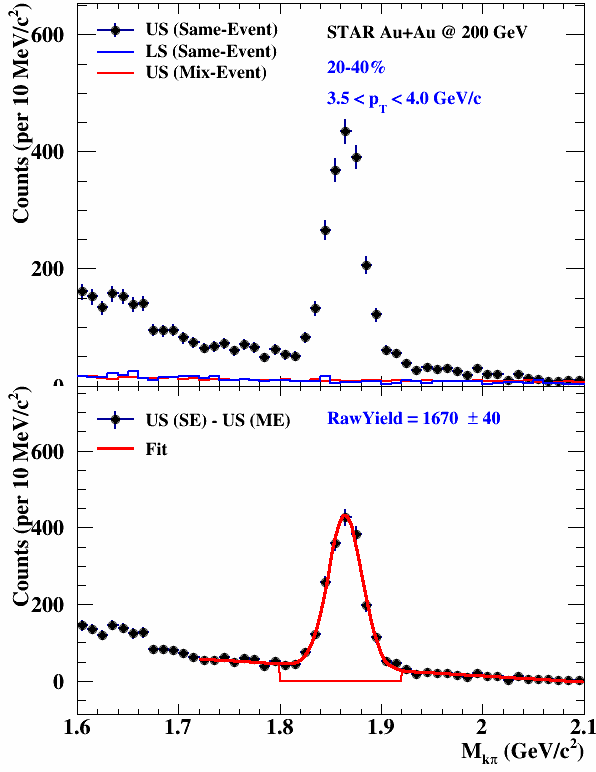 600
400
200
0
Counts (per 10 MeV/c²)
US (Same-Event)
LS (Same-Event)
US (Mix-Event)
STAR Au+Au @ 200 GeV
20-40%
3.5 < p_T < 4.0 GeV/c
600
400
200
0
Counts (per 10 MeV/c²)
US (SE) - US (ME)
Fit
RawYield = 1670 ± 40
1.6 1.7 1.8 1.9 2 2.1
M_kπ (GeV/c²)